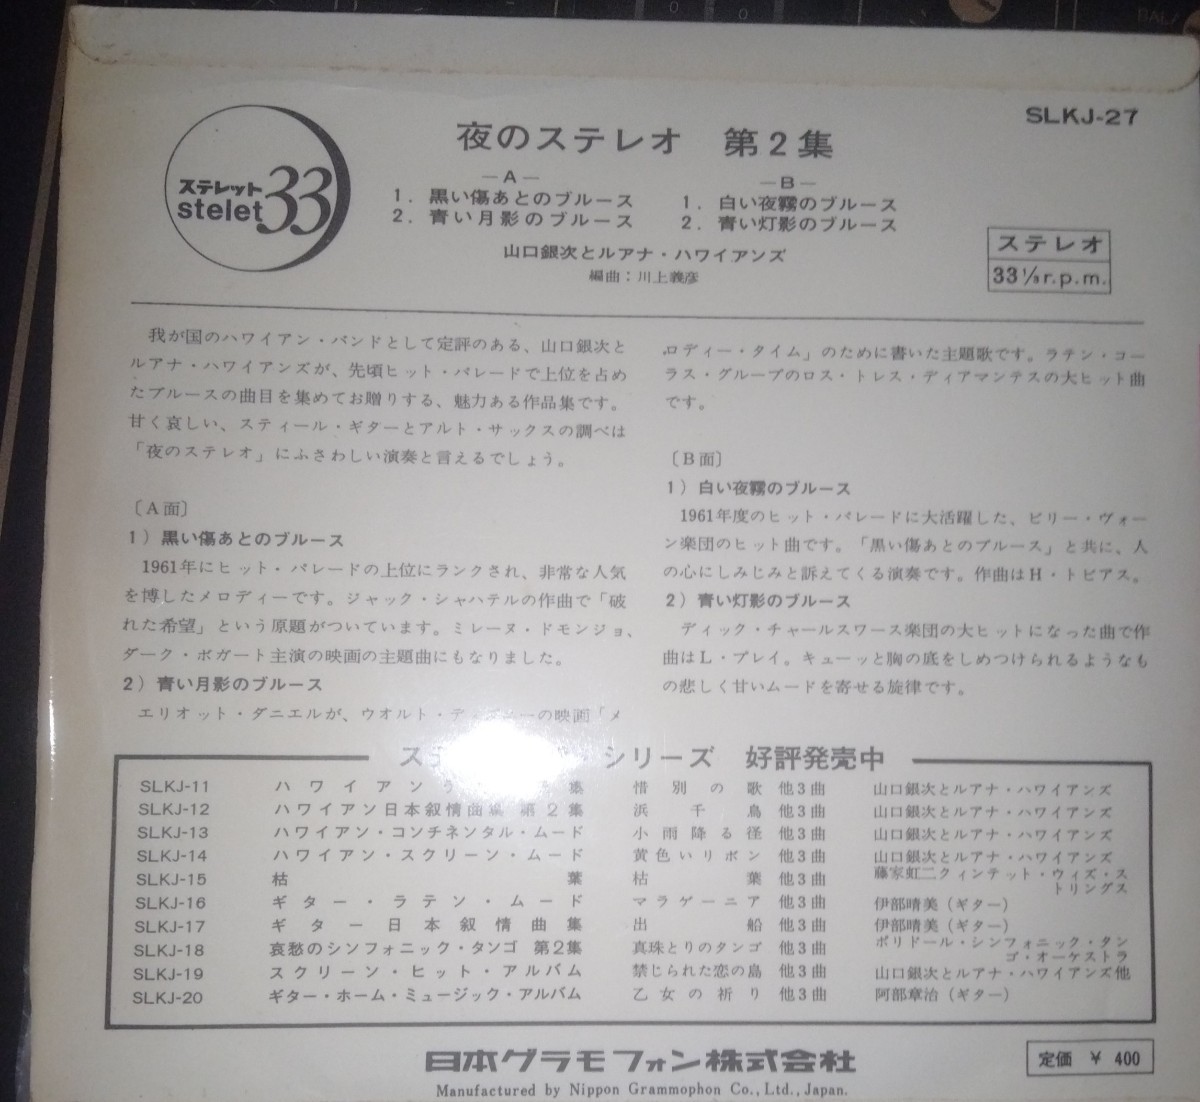 SLKJ-27
夜のステレオ 第2集
ステレット
stelet 33
—A—
1. 黒い傷あとのブルース
2. 青い月影のブルース
—B—
1. 白い夜霧のブルース
2. 青い灯影のブルース
山口銀次とルアナ・ハワイアンズ
編曲:川上義彦
ステレオ
33⅓r.p.m.
我が国のハワイアン・バンドとして定評のある、山口銀次と
ルアナ・ハワイアンズが、先頃ヒット・パレードで上位を占め
たブルースの曲目を集めてお贈りする、魅力ある作品集です。
甘く哀しい、スティール・ギターとアルト・サックスの調べは
「夜のステレオ」にふさわしい演奏と言えるでしょう。
〔A面〕
1)黒い傷あとのブルース
1961年にヒット・パレードの上位にランクされ、非常な人気
を博したメロディーです。ジャック・シャハテルの作曲で「破
れた希望」という原題がついています。ミレーヌ・ドモンジョ、
ダーク・ボガート主演の映画の主題曲にもなりました。
2)青い月影のブルース
エリオット・ダニエルが、ウオルト・ディズニーの映画「メ
ロディー・タイム」のために書いた主題歌です。ラテン・コー
ラス・グループのロス・トレス・ディアマンテスの大ヒット曲
です。
〔B面〕
1)白い夜霧のブルース
1961年度のヒット・パレードに大活躍した、ビリー・ヴォー
ン楽団のヒット曲です。「黒い傷あとのブルース」と共に、人
の心にしみじみと訴えてくる演奏です。作曲はH・トビアス。
2)青い灯影のブルース
ディック・チャールスワース楽団の大ヒットになった曲で作
曲はL・プレイ。キューッと胸の底をしめつけられるようなも
の悲しく甘いムードを寄せる旋律です。
シリーズ 好評発売中
SLKJ-11 ハワイアン 集 惜別の歌 他3曲 山口銀次とルアナ・ハワイアンズ
SLKJ-12 ハワイアン日本叙情曲集 第2集 浜千鳥 他3曲 山口銀次とルアナ・ハワイアンズ
SLKJ-13 ハワイアン・コンチネンタル・ムード 小雨降る径 他3曲 山口銀次とルアナ・ハワイアンズ
SLKJ-14 ハワイアン・スクリーン・ムード 黄色いリボン 他3曲 山口銀次とルアナ・ハワイアンズ
SLKJ-15 枯葉 枯葉 他3曲 藤家虹二クィンテット・ウィズ・ス
トリングス
SLKJ-16 ギター・ラテン・ムード マラゲーニア 他3曲 伊部晴美(ギター)
SLKJ-17 ギター日本叙情曲集 出船 他3曲 伊部晴美(ギター)
SLKJ-18 哀愁のシンフォニック・タンゴ 第2集 真珠とりのタンゴ 他3曲 ポリドール・シンフォニック・タン
ゴ・オーケストラ
SLKJ-19 スクリーン・ヒット・アルバム 禁じられた恋の島 他3曲 山口銀次とルアナ・ハワイアンズ他
SLKJ-20 ギター・ホーム・ミュージック・アルバム 乙女の祈り 他3曲 阿部章治(ギター)
日本グラモフォン株式会社
Manufactured by Nippon Grammophon Co., Ltd., Japan.
定価 ¥ 400